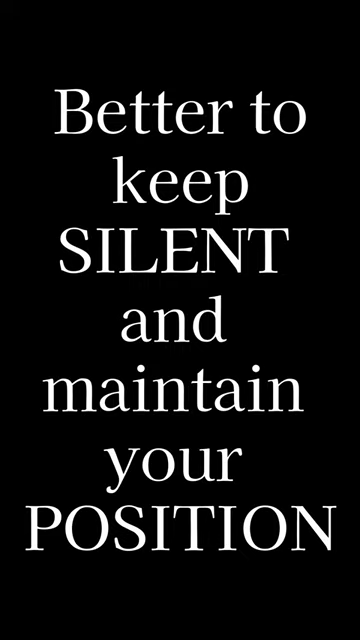 Better to
keep
SILENT
and
maintain
your
POSITION